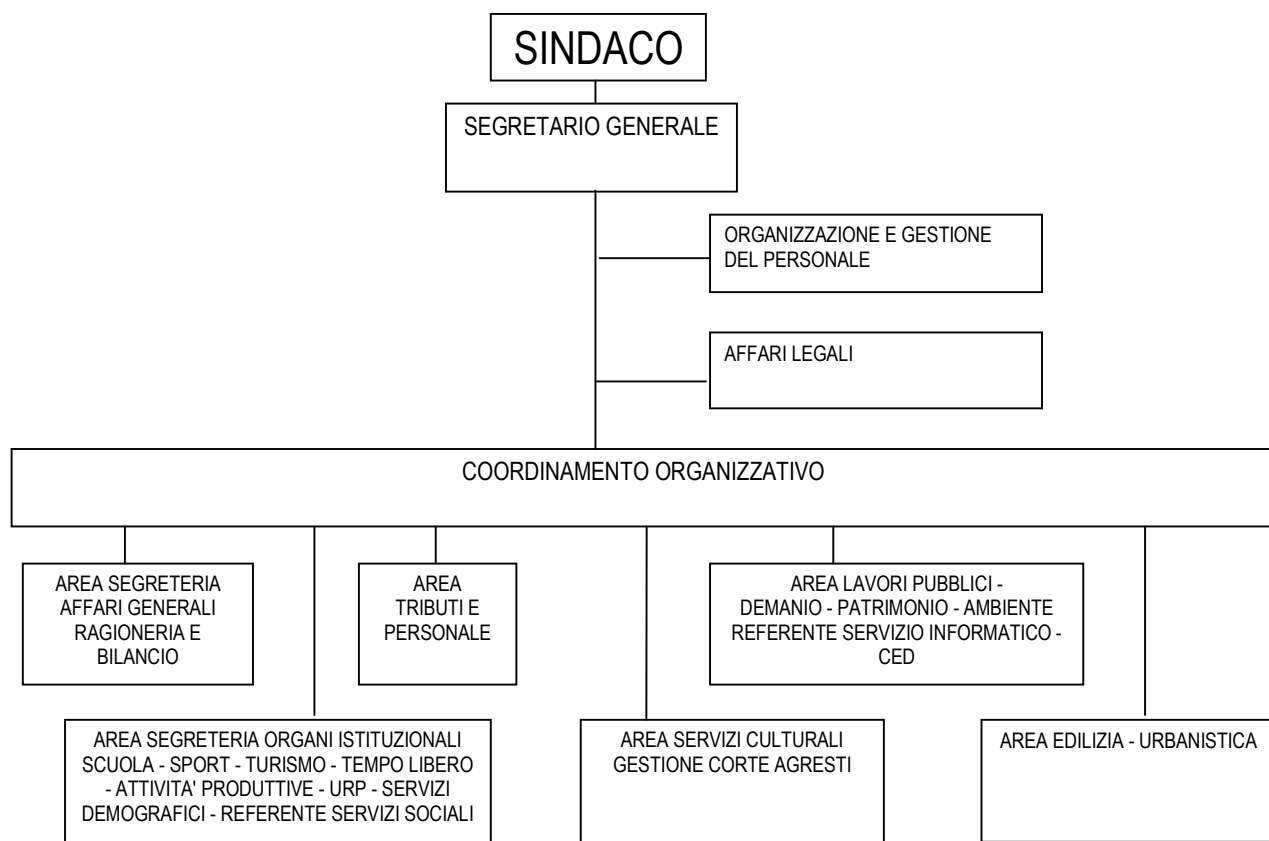 SINDACO
SEGRETARIO GENERALE
ORGANIZZAZIONE E GESTIONE
DEL PERSONALE
AFFARI LEGALI
COORDINAMENTO ORGANIZZATIVO
AREA SEGRETERIA
AFFARI GENERALI
RAGIONERIA E
BILANCIO
AREA
TRIBUTI E
PERSONALE
AREA LAVORI PUBBLICI -
DEMANIO - PATRIMONIO - AMBIENTE
REFERENTE SERVIZIO INFORMATICO -
CED
AREA SEGRETERIA ORGANI ISTITUZIONALI
SCUOLA - SPORT - TURISMO - TEMPO LIBERO
- ATTIVITA' PRODUTTIVE - URP - SERVIZI
DEMOGRAFICI - REFERENTE SERVIZI SOCIALI
AREA SERVIZI CULTURALI
GESTIONE CORTE AGRESTI
AREA EDILIZIA - URBANISTICA